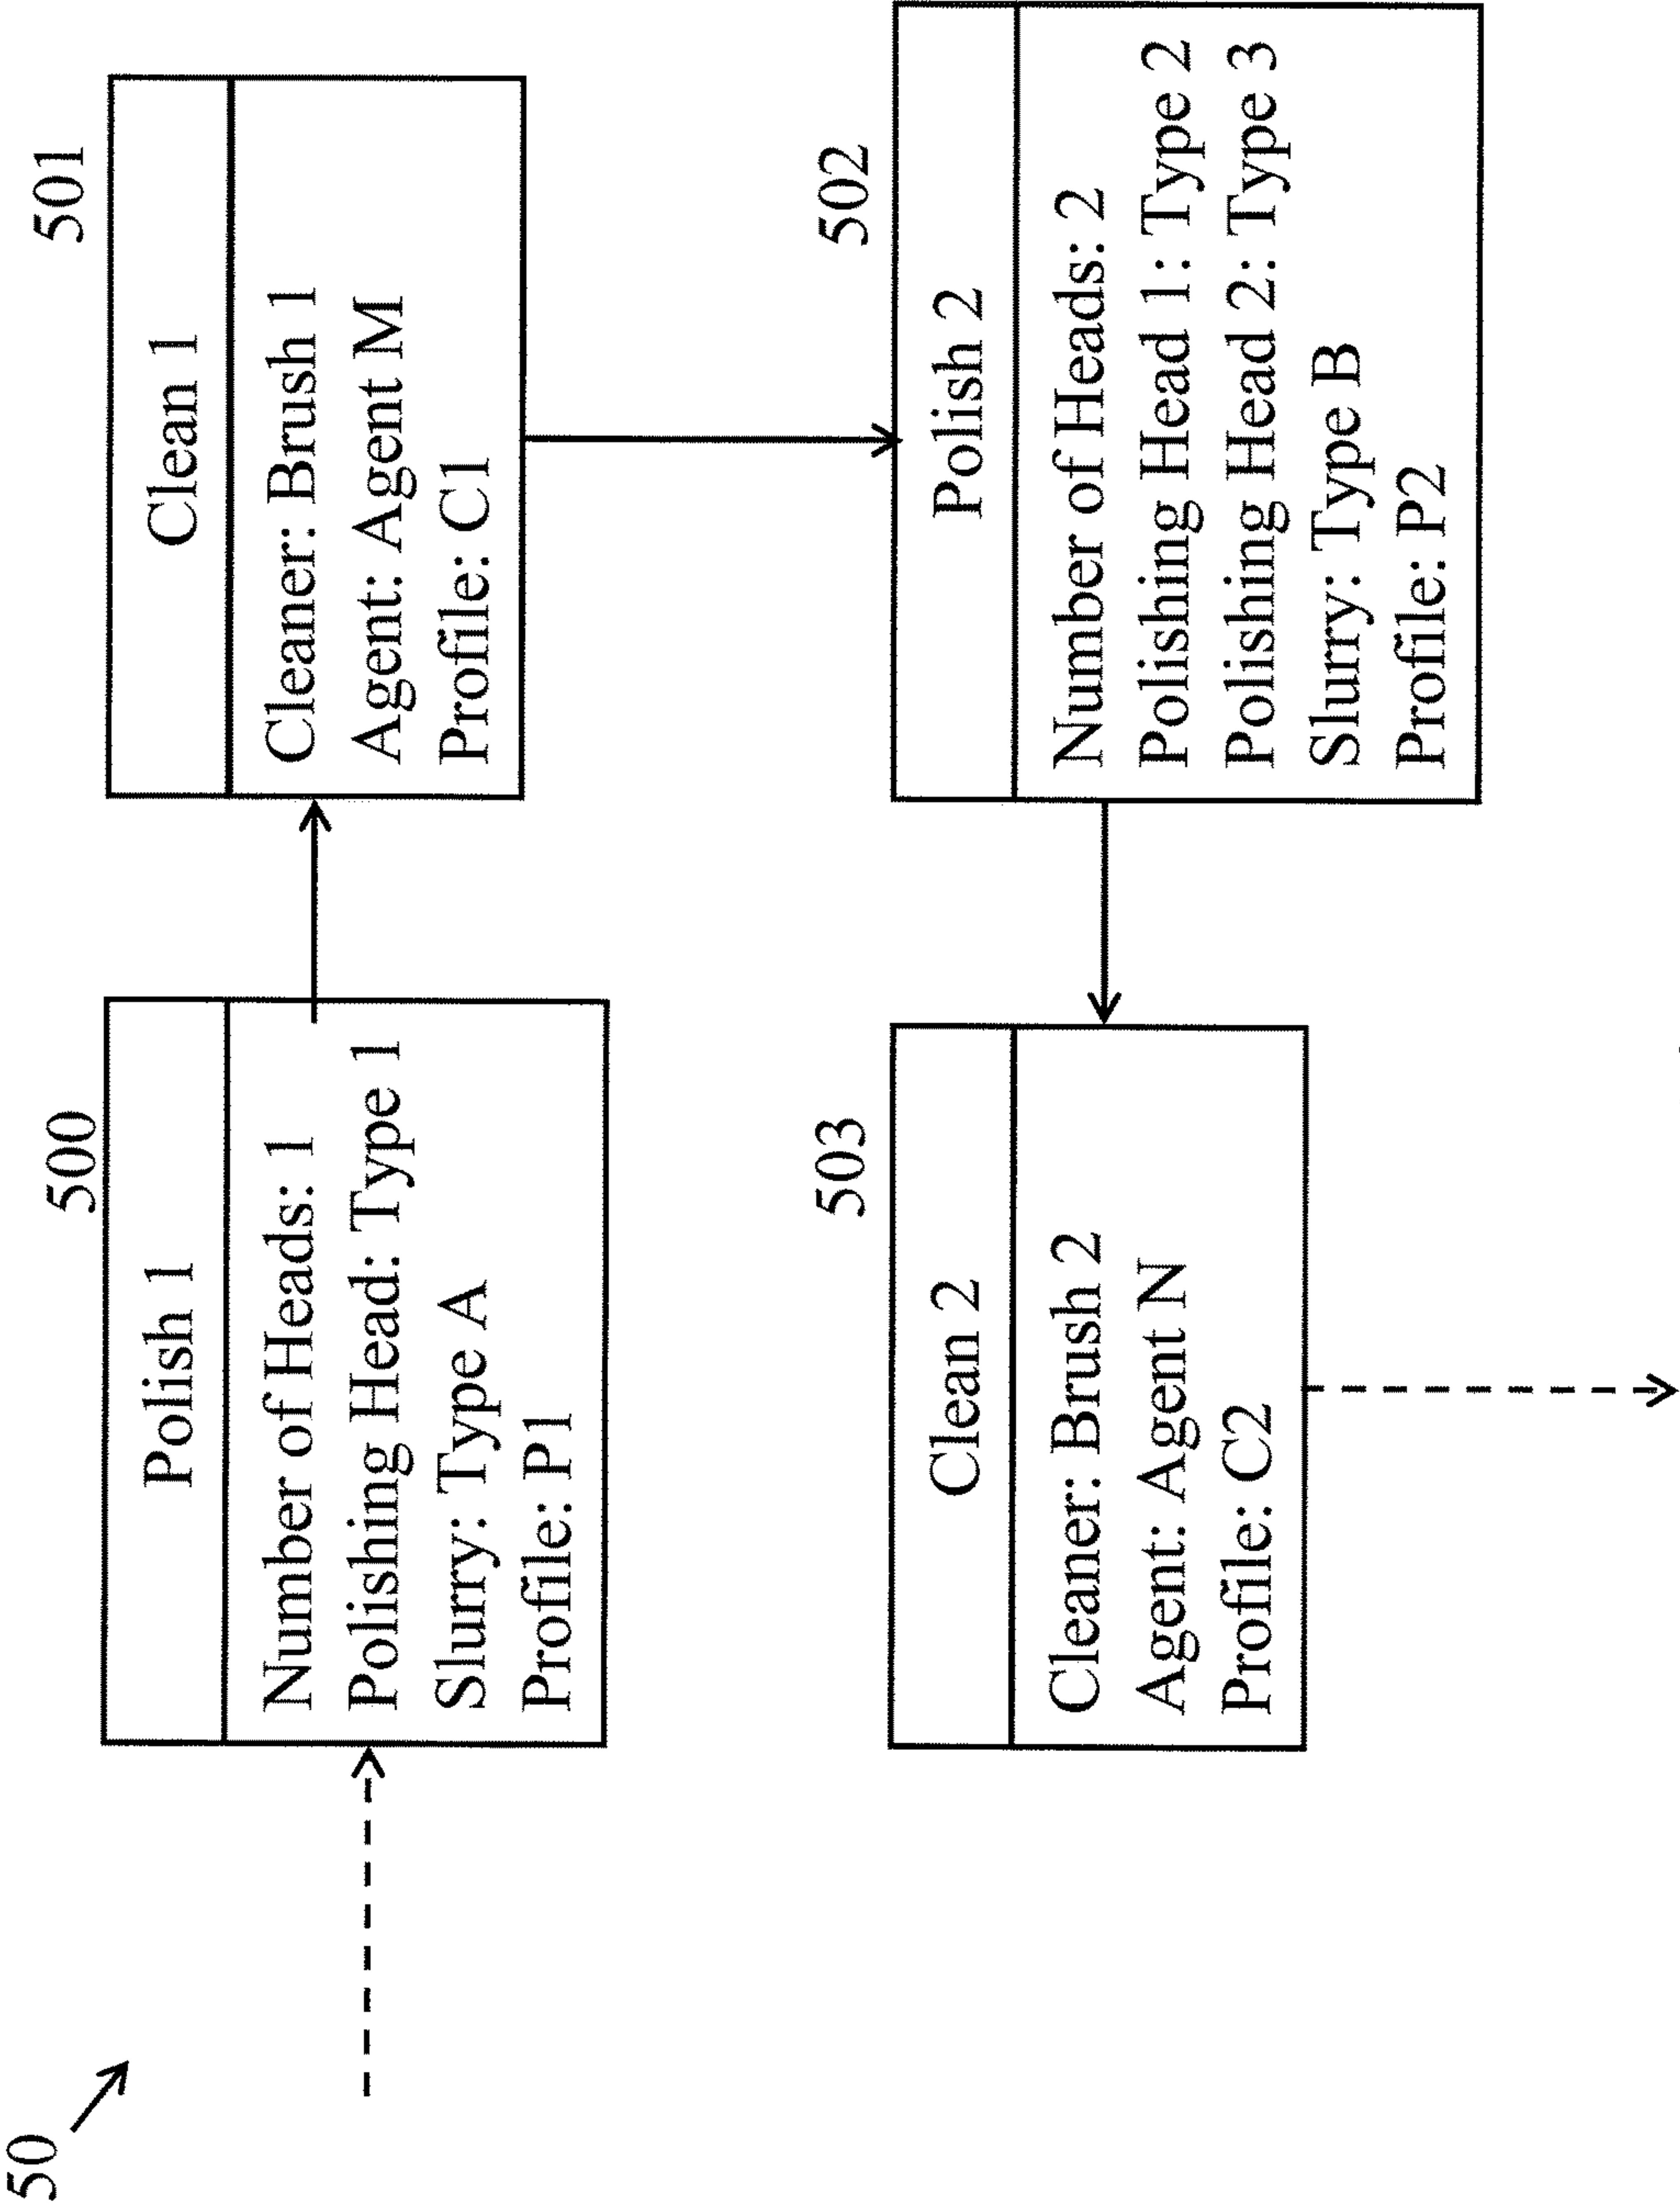 50
500
Polish 1
Number of Heads: 1
Polishing Head: Type 1
Slurry: Type A
Profile: P1
501
Clean 1
Cleaner: Brush 1
Agent: Agent M
Profile: C1
502
Polish 2
Number of Heads: 2
Polishing Head 1: Type 2
Polishing Head 2: Type 3
Slurry: Type B
Profile: P2
503
Clean 2
Cleaner: Brush 2
Agent: Agent N
Profile: C2